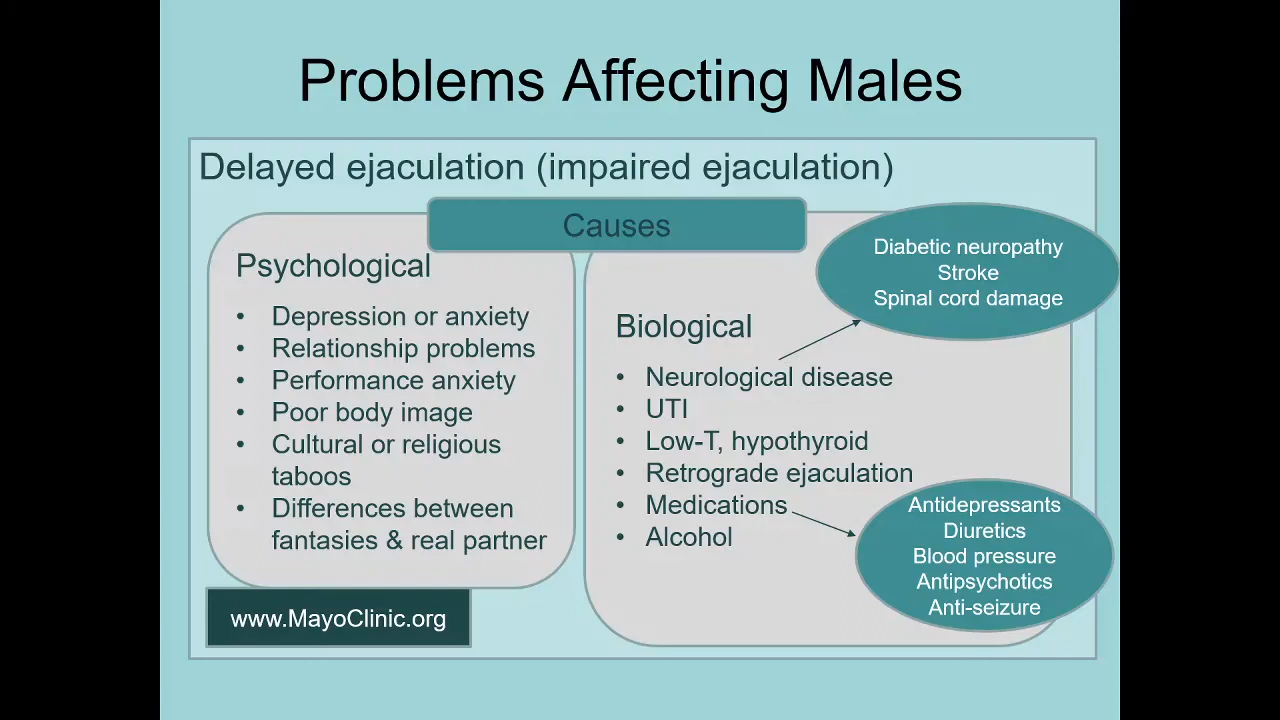 Problems Affecting Males
Delayed ejaculation (impaired ejaculation)
Causes
Psychological
• Depression or anxiety
• Relationship problems
• Performance anxiety
• Poor body image
• Cultural or religious
taboos
• Differences between
fantasies & real partner
Biological
• Neurological disease
• UTI
• Low-T, hypothyroid
• Retrograde ejaculation
• Medications
• Alcohol
Diabetic neuropathy
Stroke
Spinal cord damage
Antidepressants
Diuretics
Blood pressure
Antipsychotics
Anti-seizure
www.MayoClinic.org